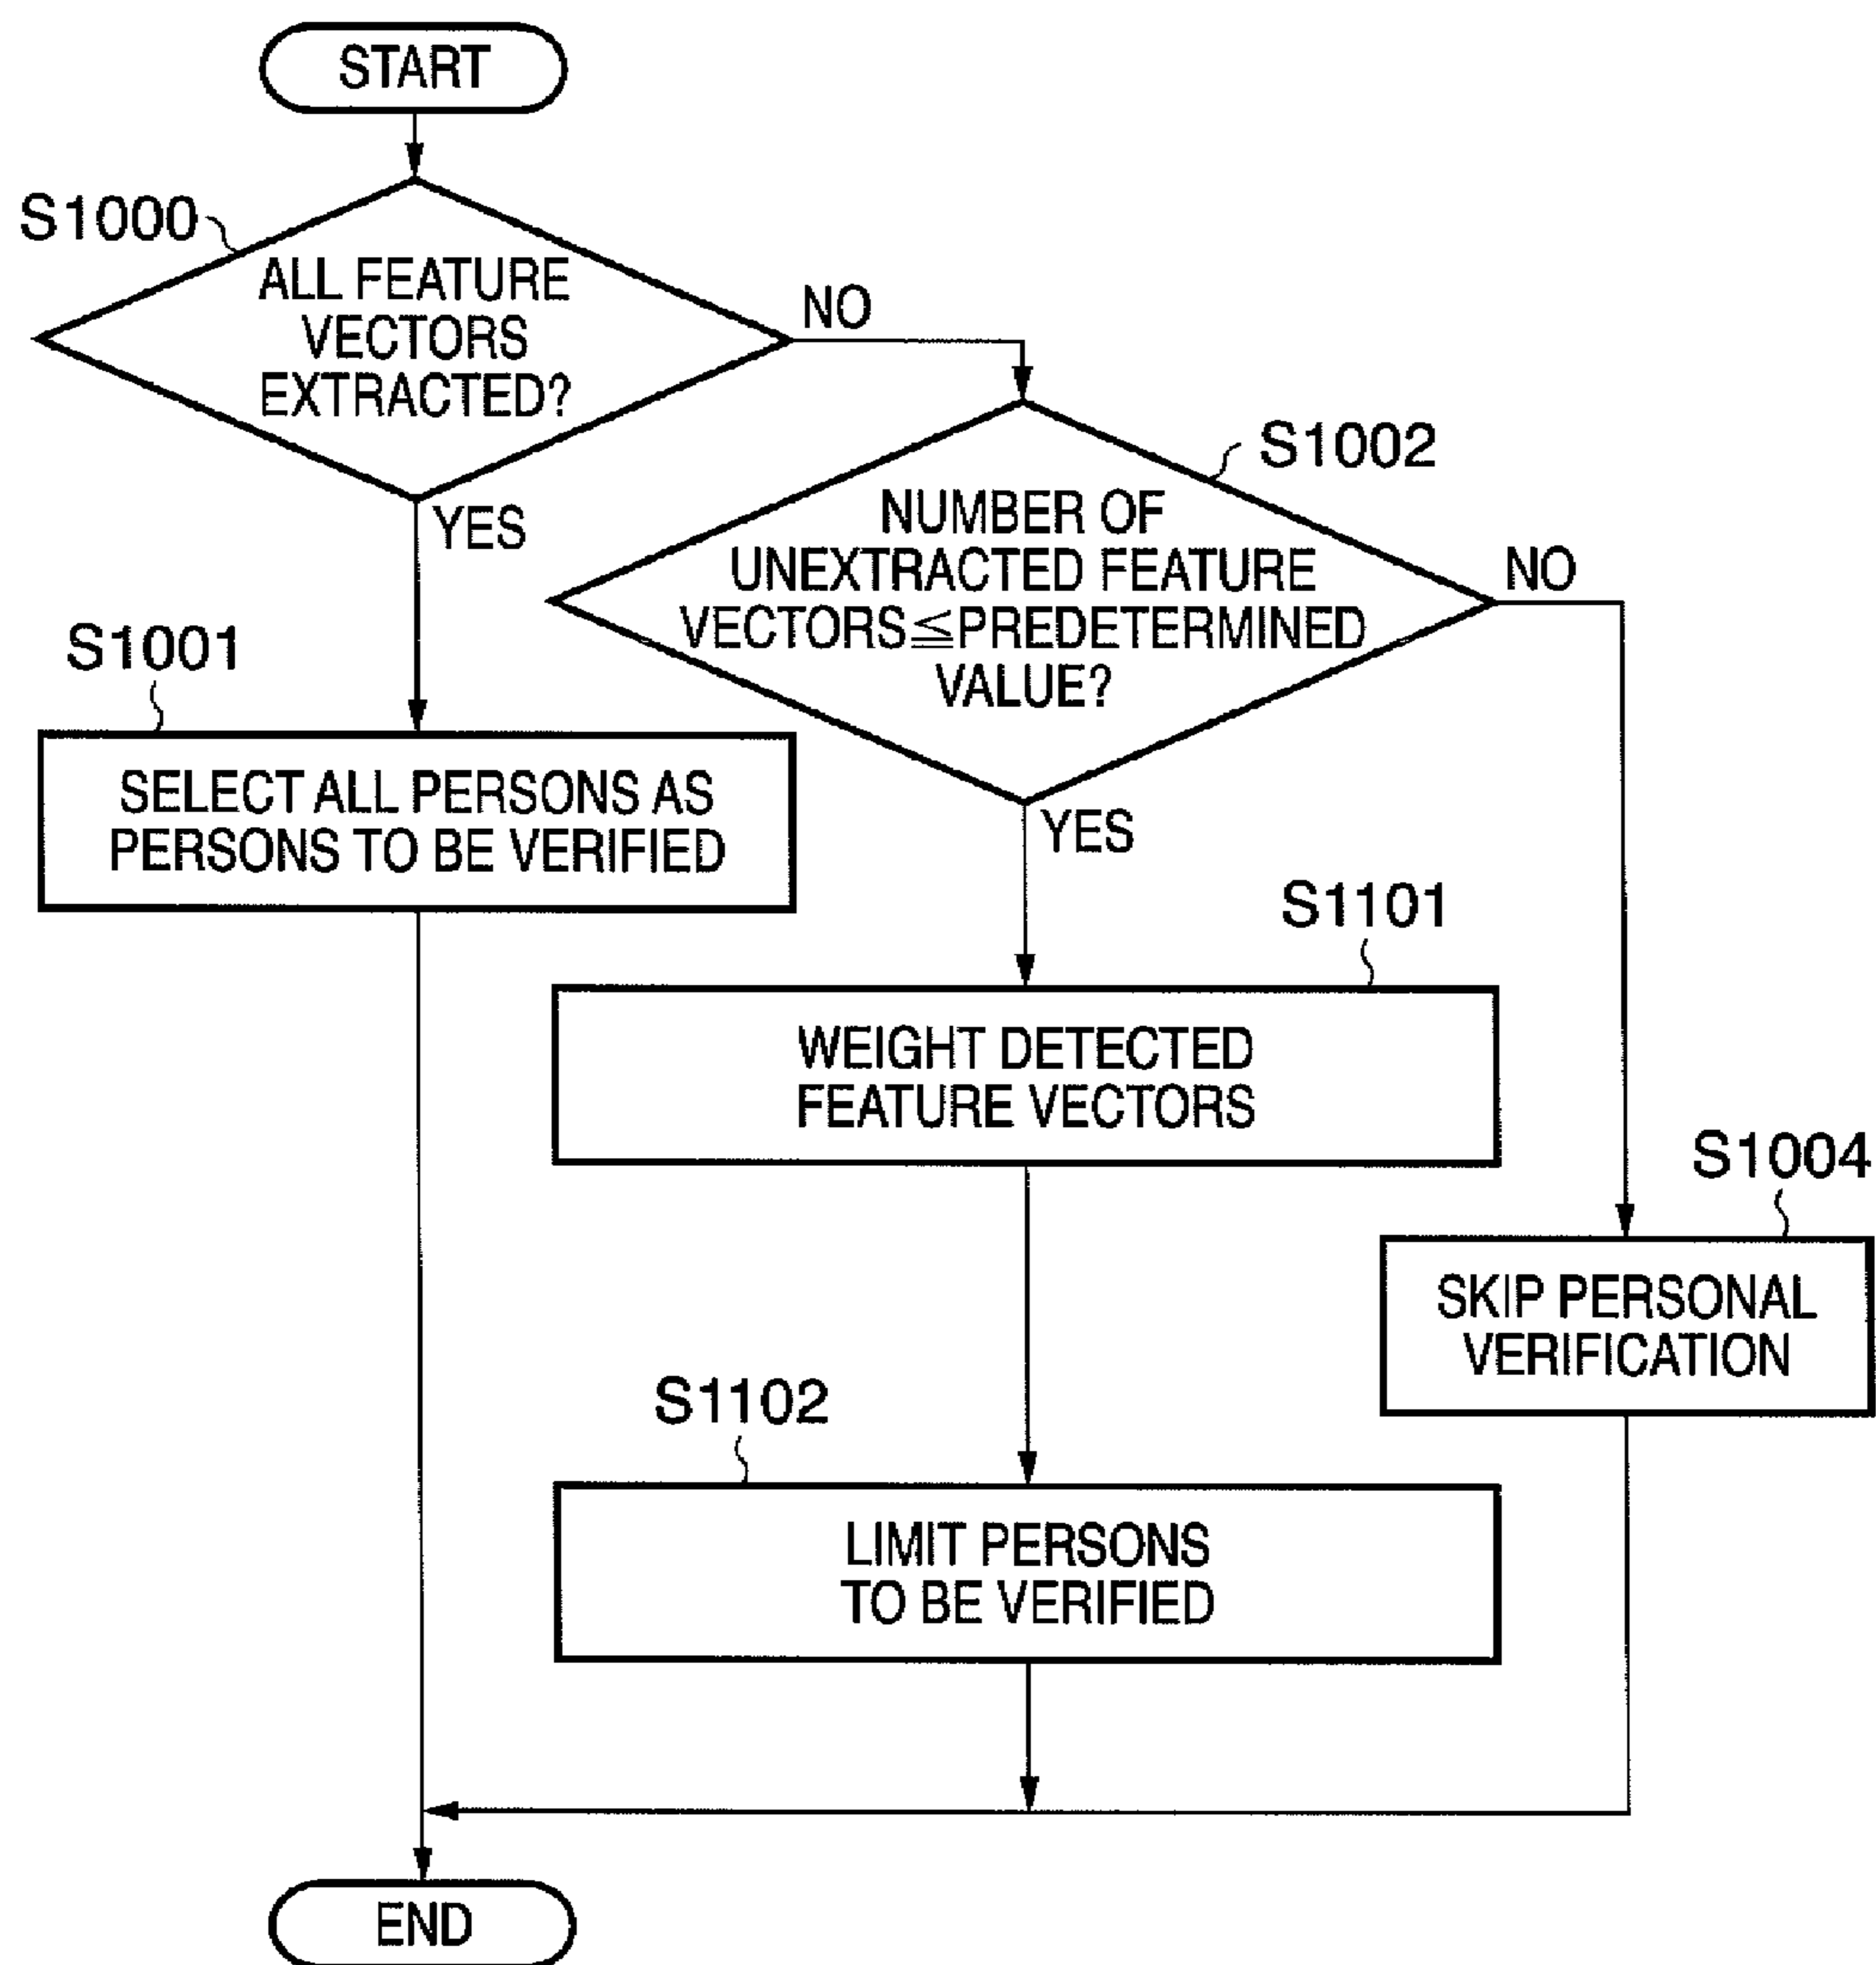 START
S1000
ALL FEATURE
VECTORS
EXTRACTED?
NO
YES
S1002
NUMBER OF
UNEXTRACTED FEATURE
VECTORS≦PREDETERMINED
VALUE?
NO
YES
S1001
SELECT ALL PERSONS AS
PERSONS TO BE VERIFIED
S1101
WEIGHT DETECTED
FEATURE VECTORS
S1004
SKIP PERSONAL
VERIFICATION
S1102
LIMIT PERSONS
TO BE VERIFIED
END